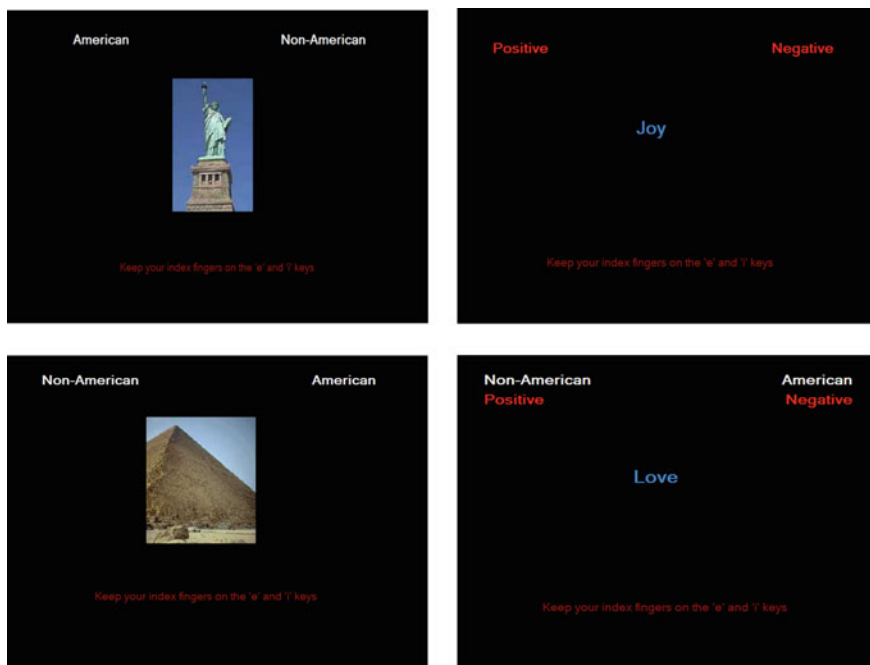 American Non-American
Keep your index fingers on the 'e' and 'i' keys
Positive Negative
Joy
Keep your index fingers on the 'e' and 'i' keys
Non-American American
Keep your index fingers on the 'e' and 'i' keys
Non-American American
Positive Negative
Love
Keep your index fingers on the 'e' and 'i' keys